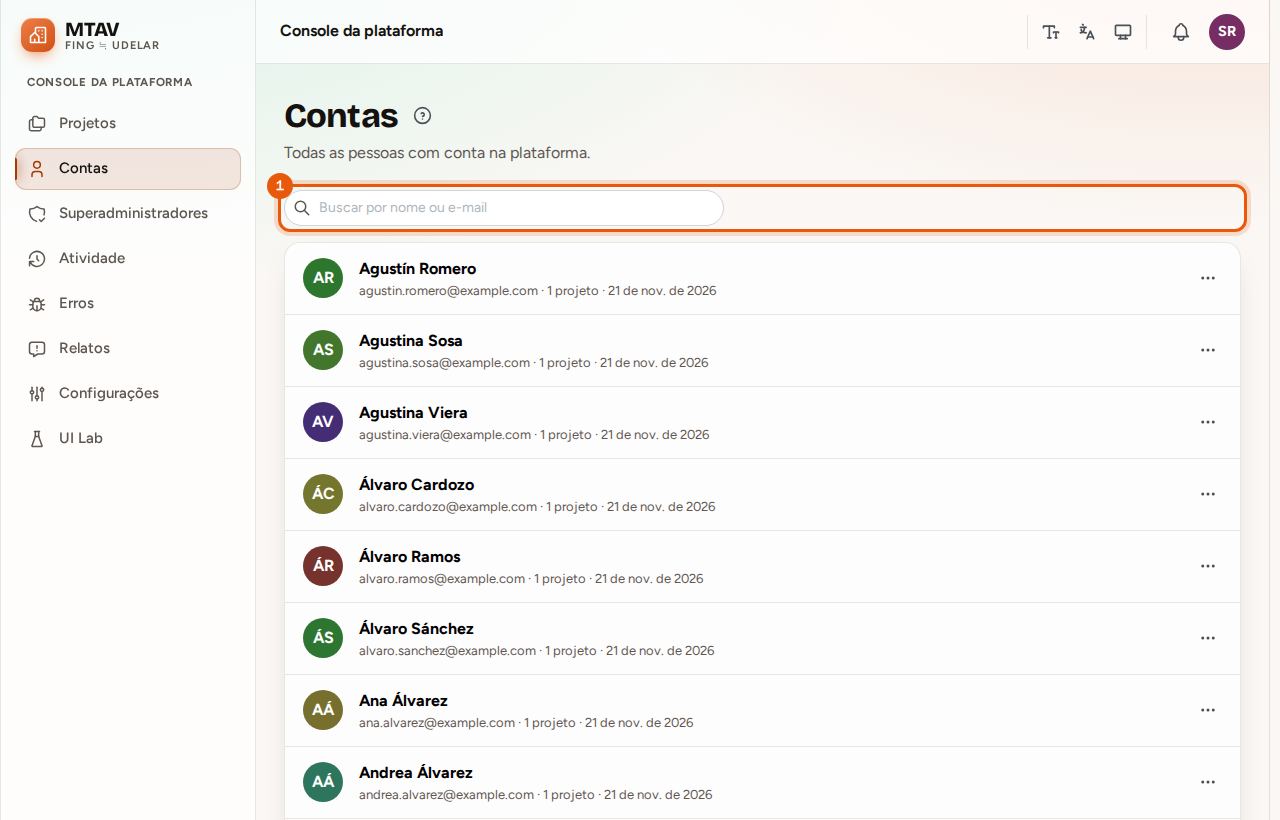 MTAV
FING ≒ UDELAR
CONSOLE DA PLATAFORMA
Projetos
Contas
Superadministradores
Atividade
Erros
Relatos
Configurações
UI Lab
Console da plataforma
SR
Contas
Todas as pessoas com conta na plataforma.
1
Buscar por nome ou e-mail
AR
Agustín Romero
agustin.romero@example.com · 1 projeto · 21 de nov. de 2026
AS
Agustina Sosa
agustina.sosa@example.com · 1 projeto · 21 de nov. de 2026
AV
Agustina Viera
agustina.viera@example.com · 1 projeto · 21 de nov. de 2026
ÁC
Álvaro Cardozo
alvaro.cardozo@example.com · 1 projeto · 21 de nov. de 2026
ÁR
Álvaro Ramos
alvaro.ramos@example.com · 1 projeto · 21 de nov. de 2026
ÁS
Álvaro Sánchez
alvaro.sanchez@example.com · 1 projeto · 21 de nov. de 2026
AÁ
Ana Álvarez
ana.alvarez@example.com · 1 projeto · 21 de nov. de 2026
AÁ
Andrea Álvarez
andrea.alvarez@example.com · 1 projeto · 21 de nov. de 2026